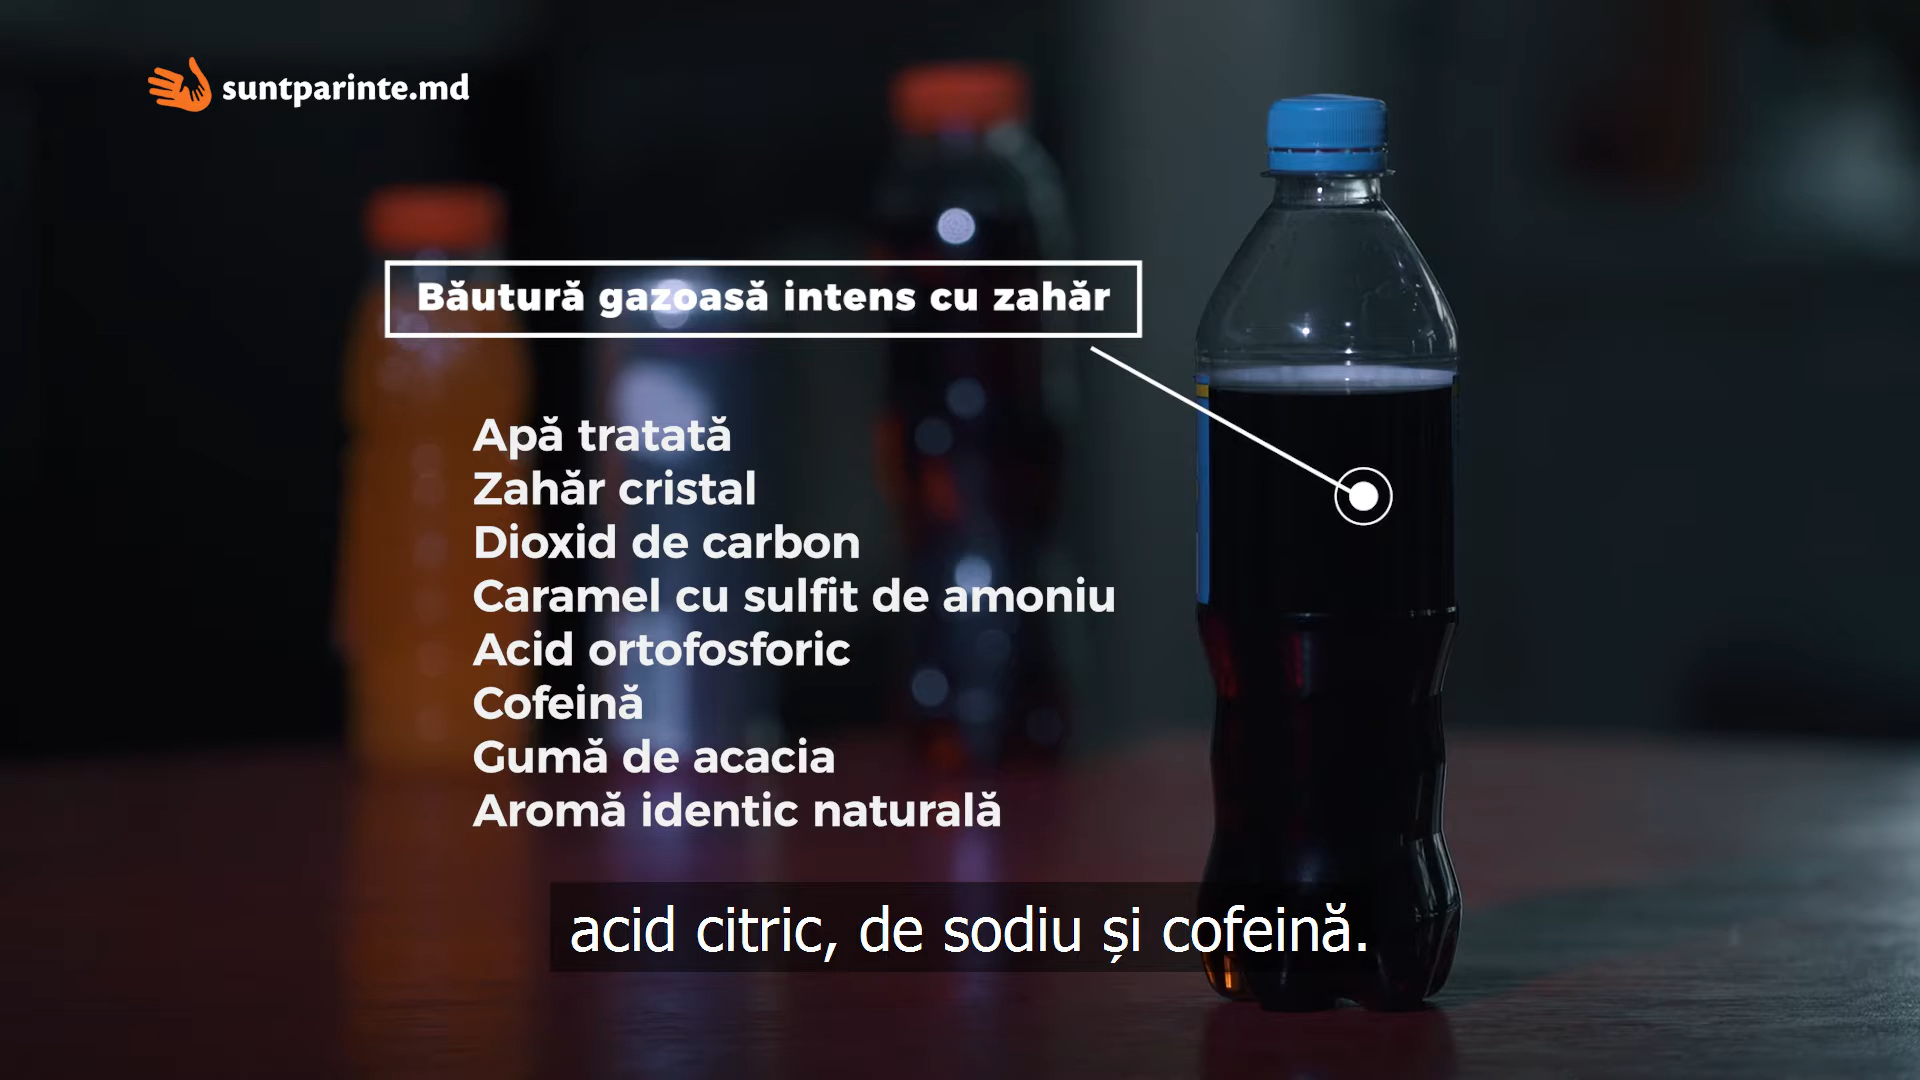 suntparinte.md
Băutură gazoasă intens cu zahăr
Apă tratată
Zahăr cristal
Dioxid de carbon
Caramel cu sulfit de amoniu
Acid ortofosforic
Cofeină
Gumă de acacia
Aromă identic naturală
acid citric, de sodiu și cofeină.